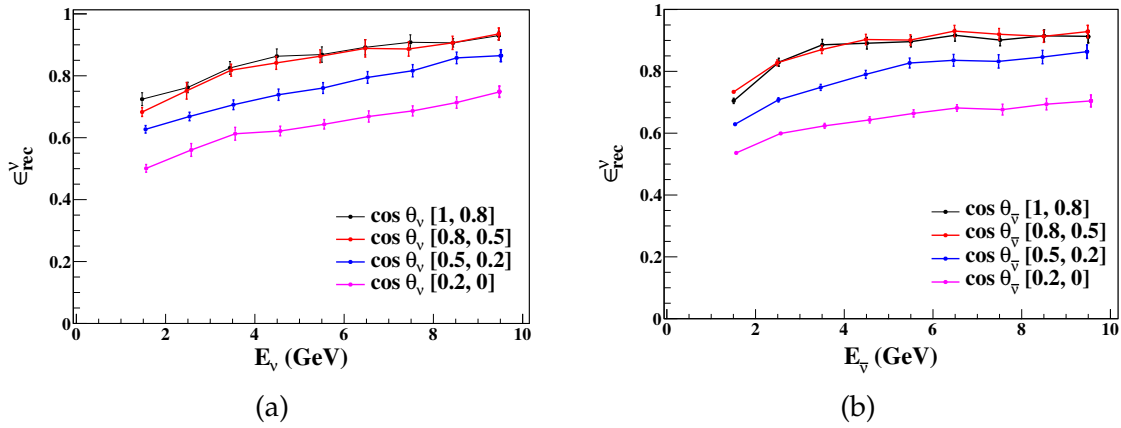 1
0.8
0.6
0.4
0.2
0
ϵ^ν_rec
cos θ_ν [1, 0.8]
cos θ_ν [0.8, 0.5]
cos θ_ν [0.5, 0.2]
cos θ_ν [0.2, 0]
0 2 4 6 8 10
E_ν (GeV)
(a)
1
0.8
0.6
0.4
0.2
0
ϵ^ν_rec
cos θ_ν̅ [1, 0.8]
cos θ_ν̅ [0.8, 0.5]
cos θ_ν̅ [0.5, 0.2]
cos θ_ν̅ [0.2, 0]
0 2 4 6 8 10
E_ν̅ (GeV)
(b)